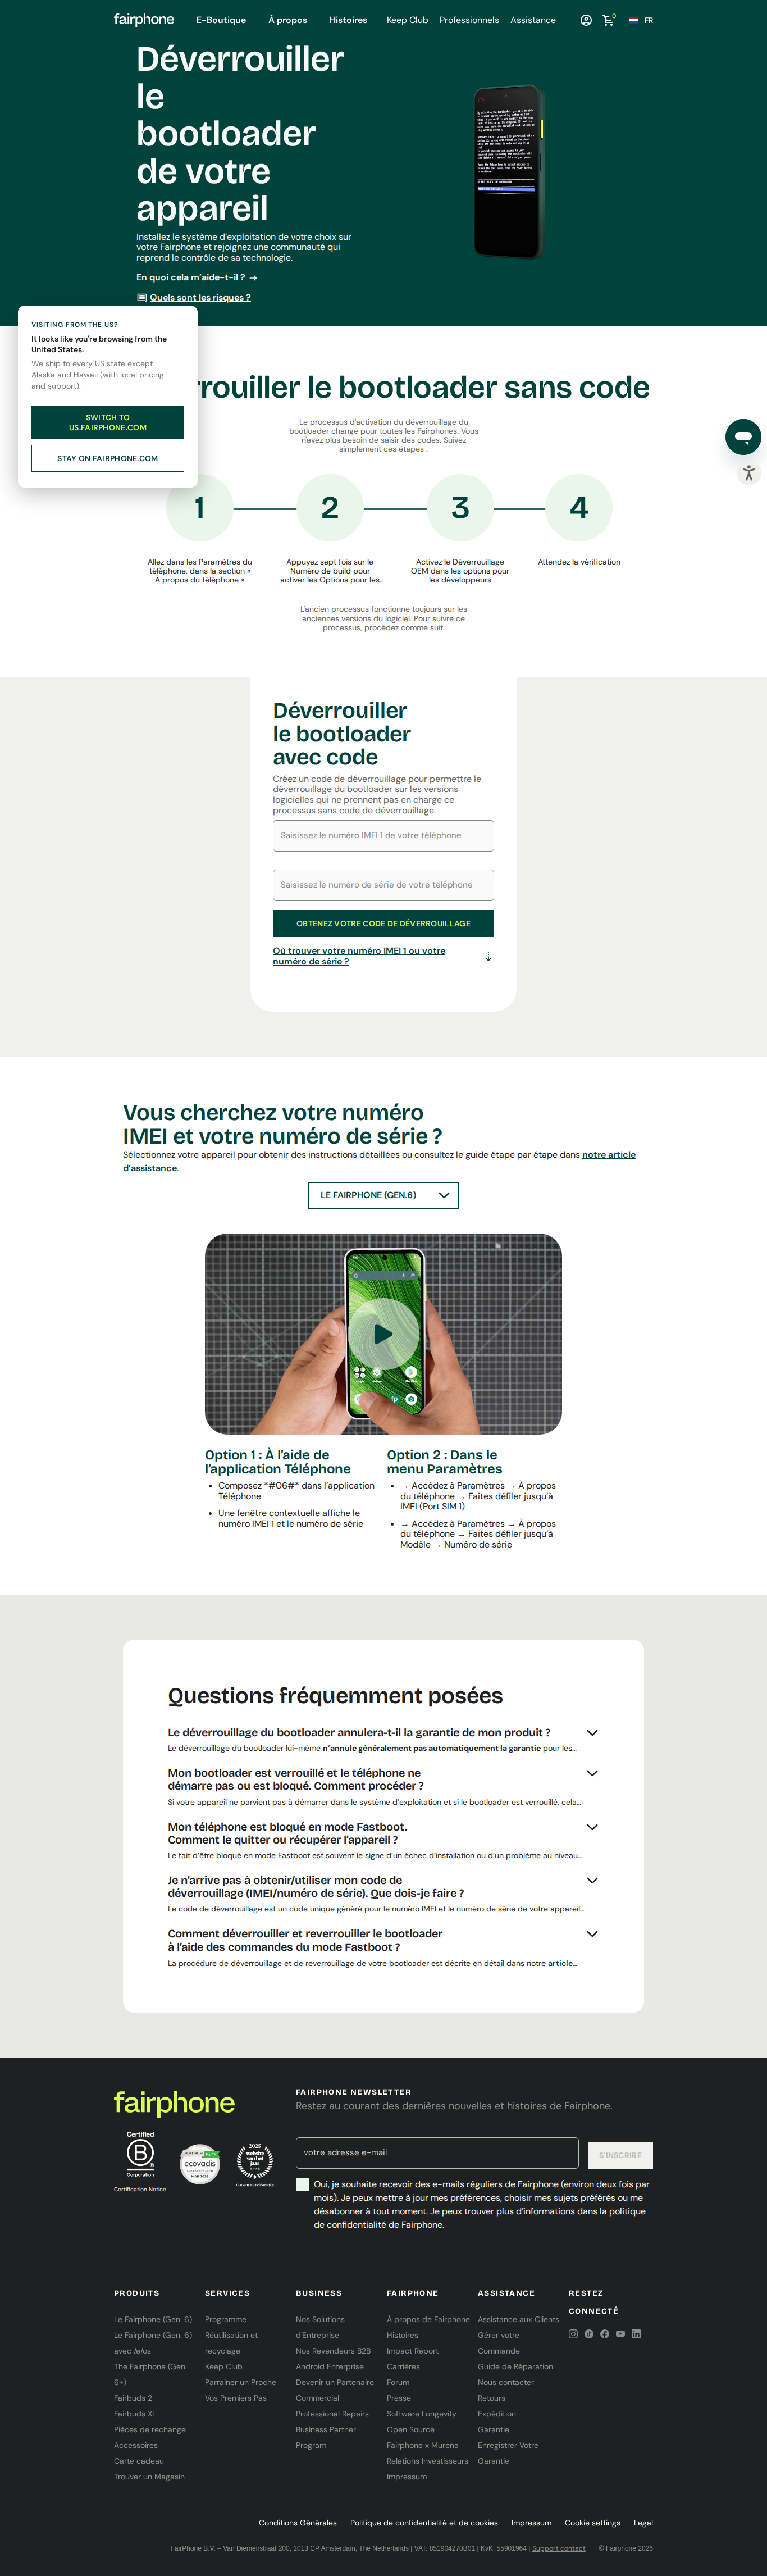 fairphone
E-Boutique
À propos
Histoires
Keep Club
Professionnels
Assistance
0
FR
Déverrouiller
le
bootloader
de votre
appareil
Installez le système d'exploitation de votre choix sur
votre Fairphone et rejoignez une communauté qui
reprend le contrôle de sa technologie.
En quoi cela m'aide-t-il ? →
Quels sont les risques ?
VISITING FROM THE US?
It looks like you're browsing from the
United States.
We ship to every US state except
Alaska and Hawaii (with local pricing
and support).
SWITCH TO
US.FAIRPHONE.COM
STAY ON FAIRPHONE.COM
rrouiller le bootloader sans code
Le processus d'activation du déverrouillage du
bootloader change pour toutes les Fairphones. Vous
n'avez plus besoin de saisir des codes. Suivez
simplement ces étapes :
1
2
3
4
Allez dans les Paramètres du
téléphone, dans la section «
À propos du téléphone »
Appuyez sept fois sur le
Numéro de build pour
activer les Options pour les..
Activez le Déverrouillage
OEM dans les options pour
les développeurs
Attendez la vérification
L'ancien processus fonctionne toujours sur les
anciennes versions du logiciel. Pour suivre ce
processus, procédez comme suit.
Déverrouiller
le bootloader
avec code
Créez un code de déverrouillage pour permettre le
déverrouillage du bootloader sur les versions
logicielles qui ne prennent pas en charge ce
processus sans code de déverrouillage.
Saisissez le numéro IMEI 1 de votre téléphone
Saisissez le numéro de série de votre téléphone
OBTENEZ VOTRE CODE DE DÉVERROUILLAGE
Où trouver votre numéro IMEI 1 ou votre
numéro de série ?
Vous cherchez votre numéro
IMEI et votre numéro de série ?
Sélectionnez votre appareil pour obtenir des instructions détaillées ou consultez le guide étape par étape dans notre article
d'assistance.
LE FAIRPHONE (GEN.6)
Option 1 : À l'aide de
l'application Téléphone
Composez *#06#* dans l'application
Téléphone
Une fenêtre contextuelle affiche le
numéro IMEI 1 et le numéro de série
Option 2 : Dans le
menu Paramètres
→ Accédez à Paramètres → À propos
du téléphone → Faites défiler jusqu'à
IMEI (Port SIM 1)
→ Accédez à Paramètres → À propos
du téléphone → Faites défiler jusqu'à
Modèle → Numéro de série
Questions fréquemment posées
Le déverrouillage du bootloader annulera-t-il la garantie de mon produit ?
Le déverrouillage du bootloader lui-même n'annule généralement pas automatiquement la garantie pour les…
Mon bootloader est verrouillé et le téléphone ne
démarre pas ou est bloqué. Comment procéder ?
Si votre appareil ne parvient pas à démarrer dans le système d'exploitation et si le bootloader est verrouillé, cela…
Mon téléphone est bloqué en mode Fastboot.
Comment le quitter ou récupérer l'appareil ?
Le fait d'être bloqué en mode Fastboot est souvent le signe d'un échec d'installation ou d'un problème au niveau…
Je n'arrive pas à obtenir/utiliser mon code de
déverrouillage (IMEI/numéro de série). Que dois-je faire ?
Le code de déverrouillage est un code unique généré pour le numéro IMEI et le numéro de série de votre appareil…
Comment déverrouiller et reverrouiller le bootloader
à l'aide des commandes du mode Fastboot ?
La procédure de déverrouillage et de reverrouillage de votre bootloader est décrite en détail dans notre article…
fairphone
Certified
B
Corporation
Certification Notice
ecovadis
2025
website
van het
jaar
FAIRPHONE NEWSLETTER
Restez au courant des dernières nouvelles et histoires de Fairphone.
votre adresse e-mail
S'INSCRIRE
Oui, je souhaite recevoir des e-mails réguliers de Fairphone (environ deux fois par
mois). Je peux mettre à jour mes préférences, choisir mes sujets préférés ou me
désabonner à tout moment. Je peux trouver plus d'informations dans la politique
de confidentialité de Fairphone.
PRODUITS
Le Fairphone (Gen. 6)
Le Fairphone (Gen. 6)
avec /e/os
The Fairphone (Gen.
6+)
Fairbuds 2
Fairbuds XL
Pièces de rechange
Accessoires
Carte cadeau
Trouver un Magasin
SERVICES
Programme
Réutilisation et
recyclage
Keep Club
Parrainer un Proche
Vos Premiers Pas
BUSINESS
Nos Solutions
d'Entreprise
Nos Revendeurs B2B
Android Enterprise
Devenir un Partenaire
Commercial
Professional Repairs
Business Partner
Program
FAIRPHONE
À propos de Fairphone
Histoires
Impact Report
Carrières
Forum
Presse
Software Longevity
Open Source
Fairphone x Murena
Relations Investisseurs
Impressum
ASSISTANCE
Assistance aux Clients
Gérer votre
Commande
Guide de Réparation
Nous contacter
Retours
Expédition
Garantie
Enregistrer Votre
Garantie
RESTEZ
CONNECTÉ
Conditions Générales
Politique de confidentialité et de cookies
Impressum
Cookie settings
Legal
FairPhone B.V. – Van Diemenstraat 200, 1013 CP Amsterdam, The Netherlands | VAT: 851904270B01 | KvK: 55901964 | Support contact
© Fairphone 2026